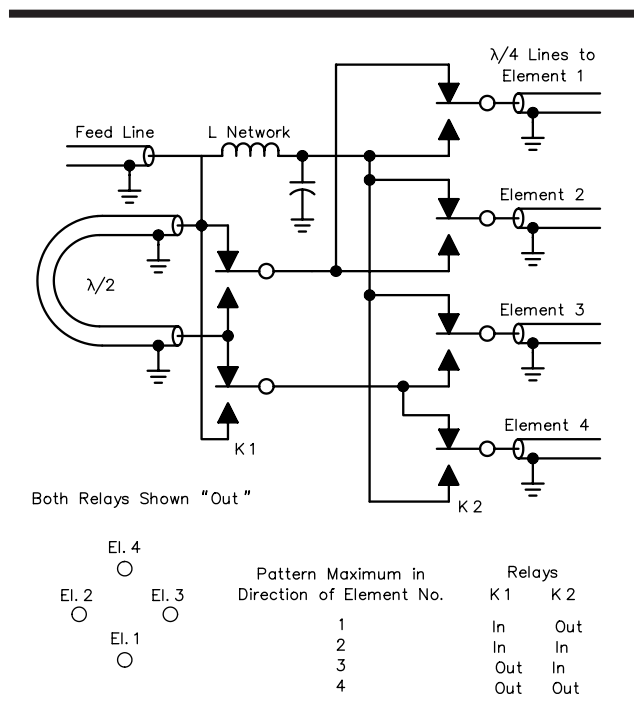 λ/4 Lines to
Element 1
Feed Line
L Network
Element 2
λ/2
Element 3
Element 4
K1
K2
Both Relays Shown "Out"
El. 4
El. 2
El. 3
El. 1
Pattern Maximum in
Direction of Element No.
Relays
K1 K2
1 In Out
2 In In
3 Out In
4 Out Out